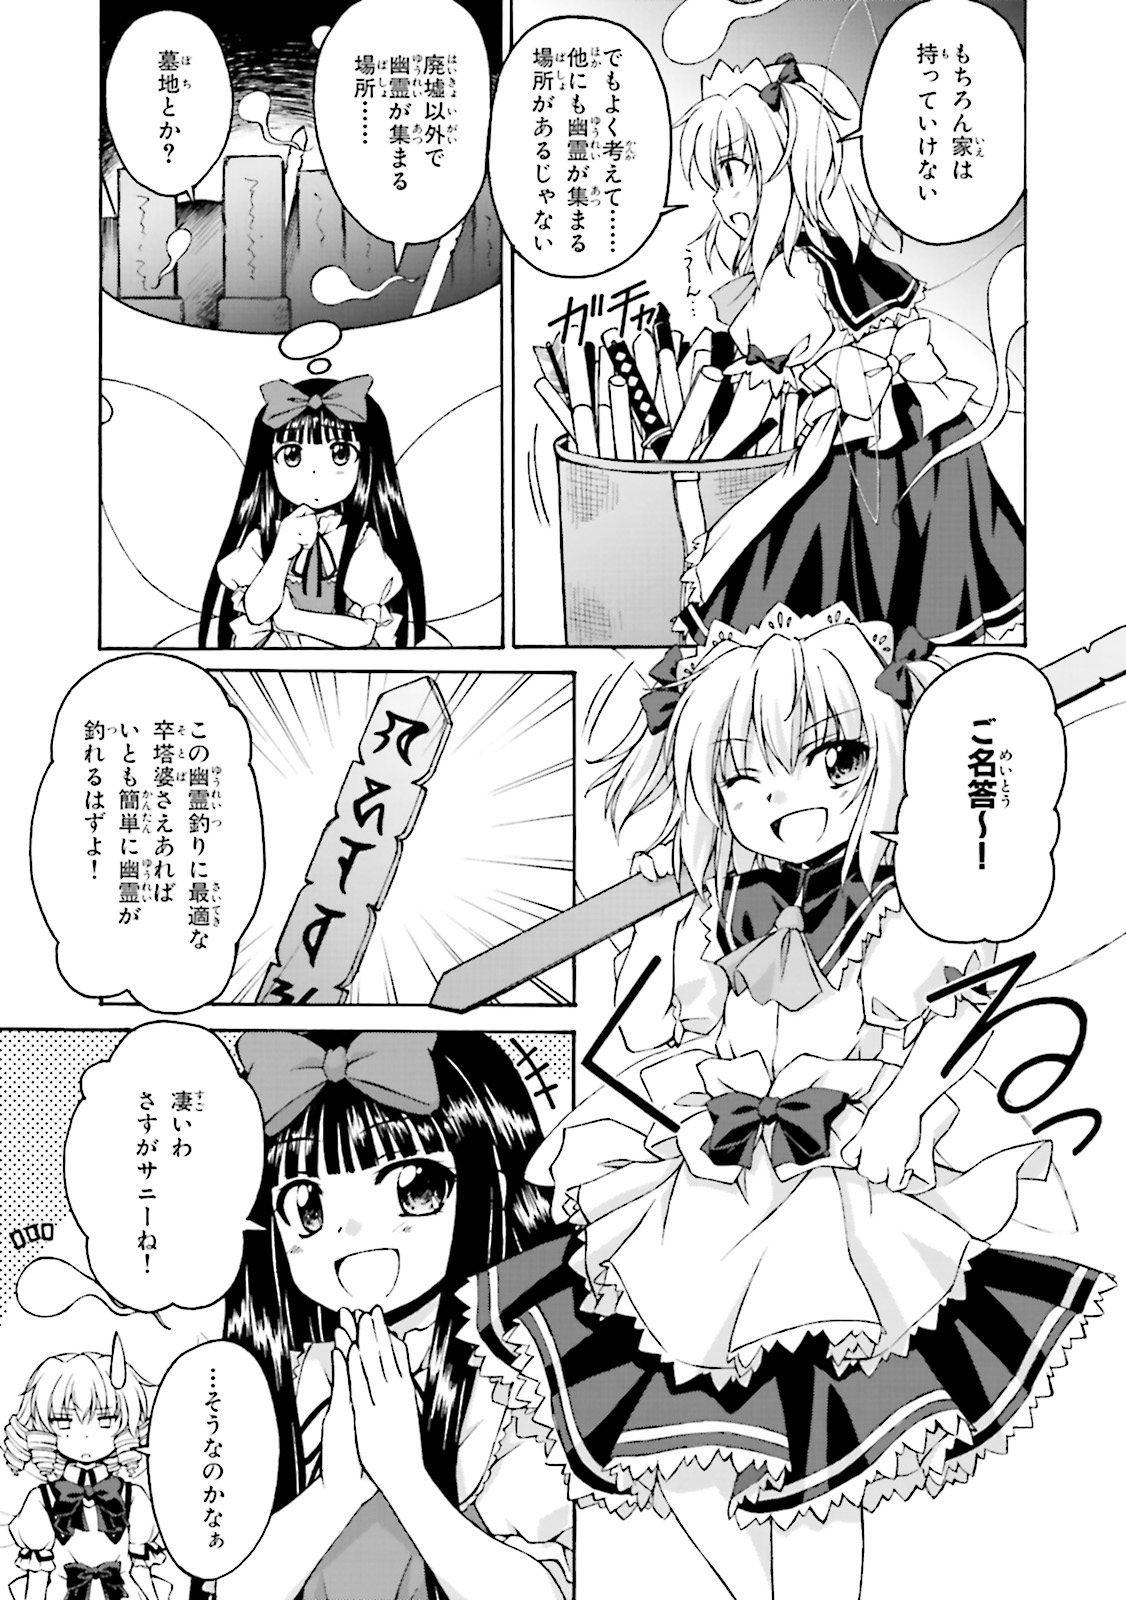 もちろん家は
持っていけない
でもよく考えて……
他にも幽霊が集まる
場所があるじゃない
う〜ん…
ガチャ
廃墟以外で
幽霊が集まる
場所……
墓地とか？
ご名答〜！
くるっ
この幽霊釣りに最適な
卒塔婆さえあれば
いとも簡単に幽霊が
釣れるはずよ！
凄いわ
さすがサニーね！
…そうなのかなぁ